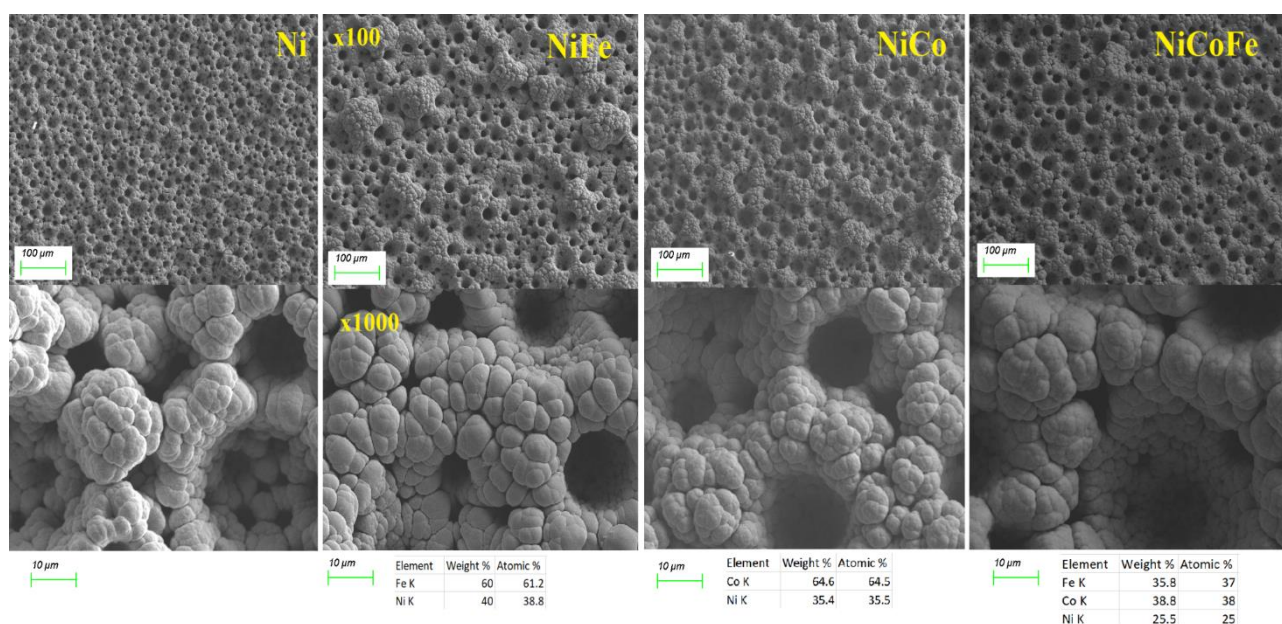 Ni
x100
NiFe
NiCo
NiCoFe
100 µm
100 µm
100 µm
100 µm
x1000
10 µm
10 µm
Element Weight % Atomic %
Fe K 60 61.2
Ni K 40 38.8
10 µm
Element Weight % Atomic %
Co K 64.6 64.5
Ni K 35.4 35.5
10 µm
Element Weight % Atomic %
Fe K 35.8 37
Co K 38.8 38
Ni K 25.5 25